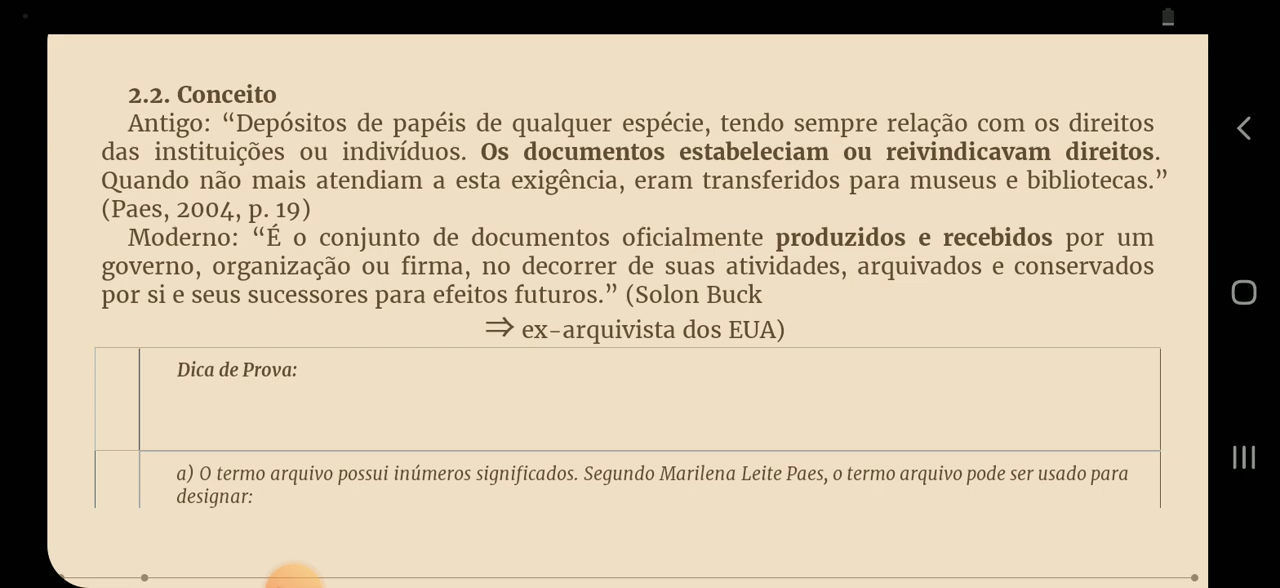 2.2. Conceito
Antigo: “Depósitos de papéis de qualquer espécie, tendo sempre relação com os direitos
das instituições ou indivíduos. Os documentos estabeleciam ou reivindicavam direitos.
Quando não mais atendiam a esta exigência, eram transferidos para museus e bibliotecas.”
(Paes, 2004, p. 19)
Moderno: “É o conjunto de documentos oficialmente produzidos e recebidos por um
governo, organização ou firma, no decorrer de suas atividades, arquivados e conservados
por si e seus sucessores para efeitos futuros.” (Solon Buck
⇒ ex-arquivista dos EUA)
Dica de Prova:
a) O termo arquivo possui inúmeros significados. Segundo Marilena Leite Paes, o termo arquivo pode ser usado para
designar: